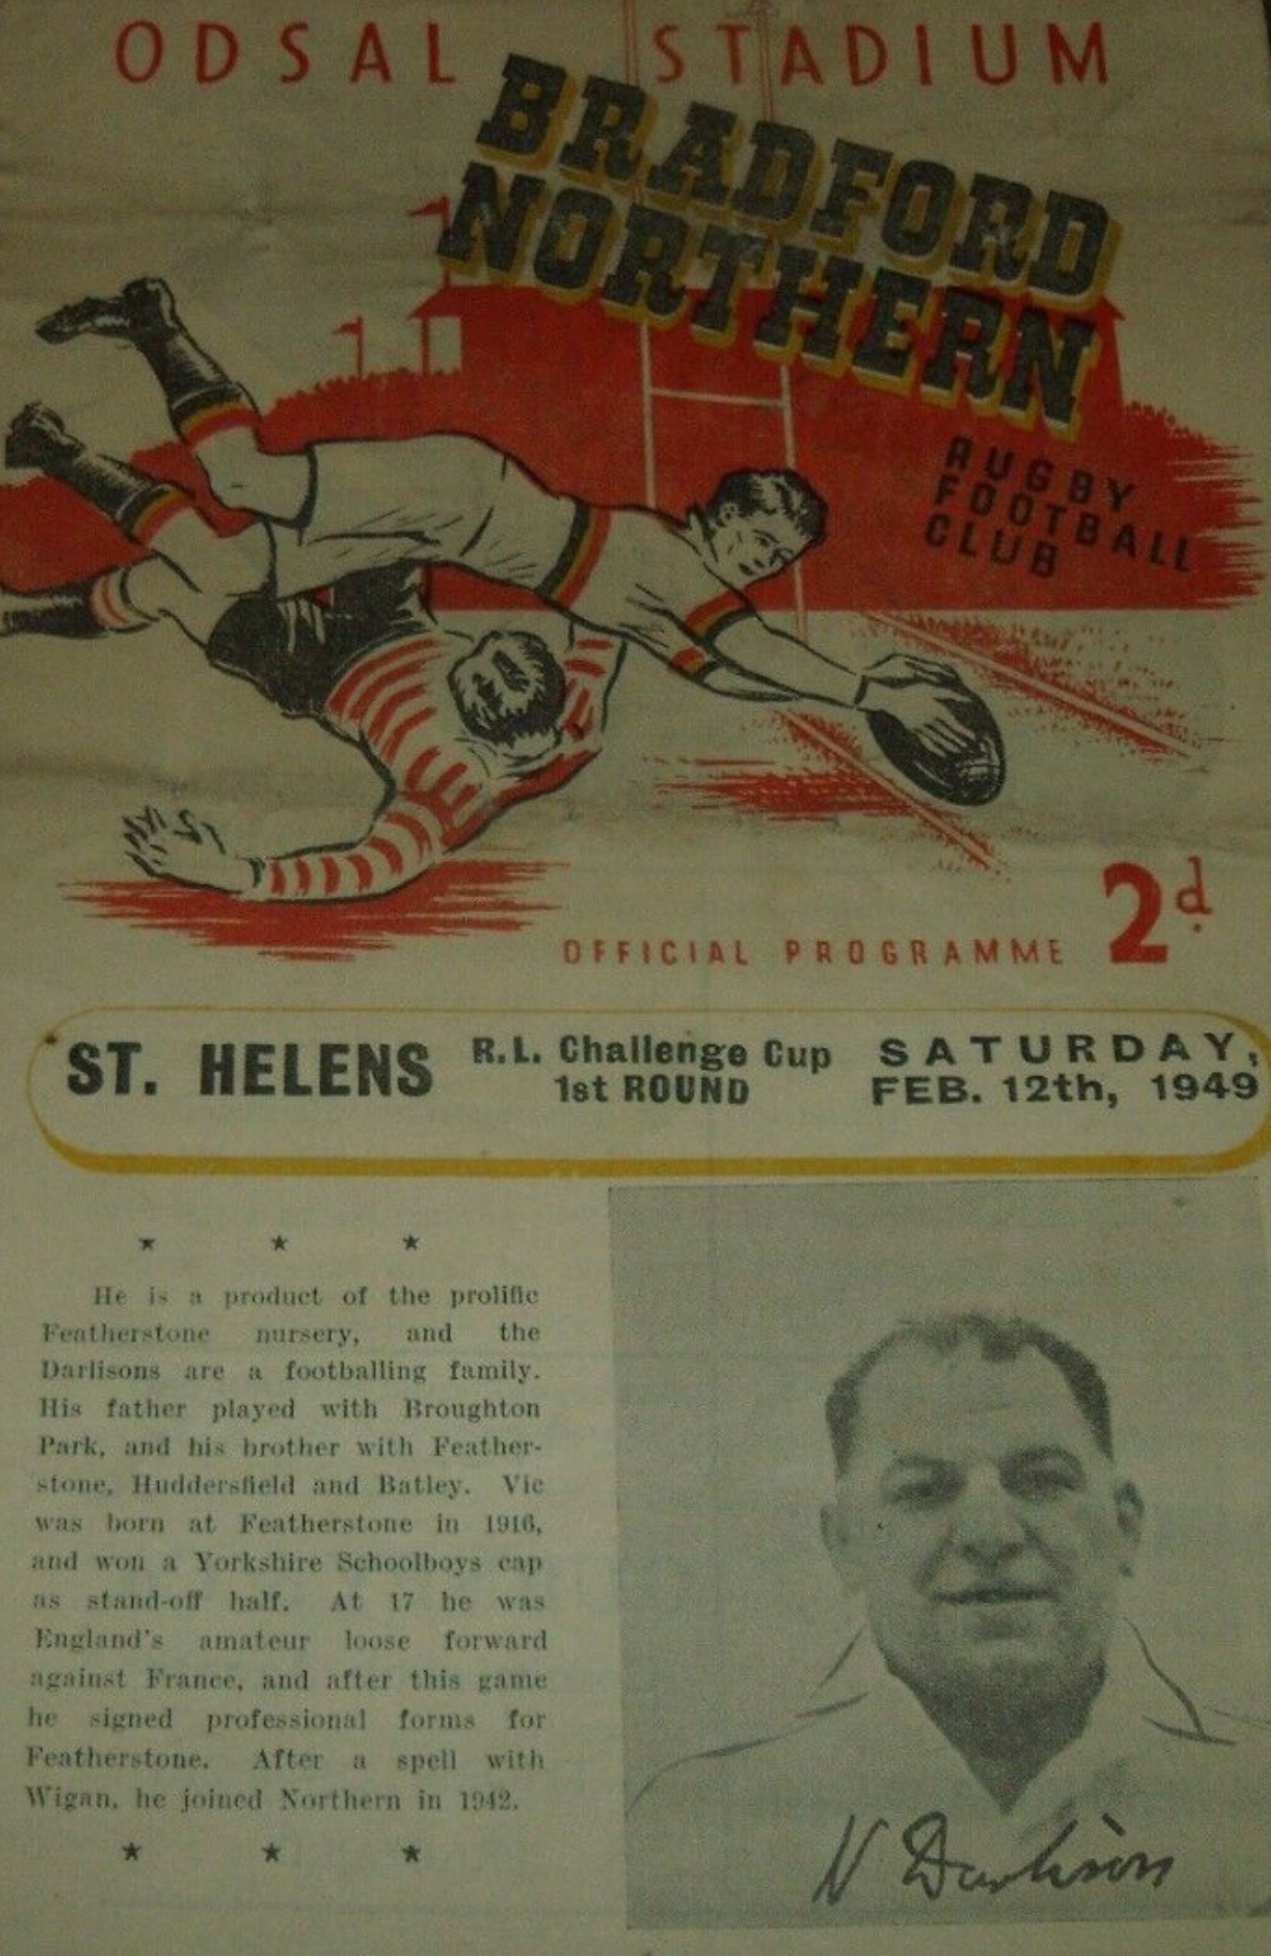 ODSAL STADIUM
BRADFORD
NORTHERN
RUGBY
FOOTBALL
CLUB
OFFICIAL PROGRAMME 2d.
ST. HELENS
R.L. Challenge Cup
1st ROUND
SATURDAY,
FEB. 12th, 1949
He is a product of the prolific
Featherstone nursery, and the
Darlisons are a footballing family.
His father played with Broughton
Park, and his brother with Feather-
stone, Huddersfield and Batley. Vic
was born at Featherstone in 1916,
and won a Yorkshire Schoolboys cap
as stand-off half. At 17 he was
England's amateur loose forward
against France, and after this game
he signed professional forms for
Featherstone. After a spell with
Wigan, he joined Northern in 1942.
V Darlison